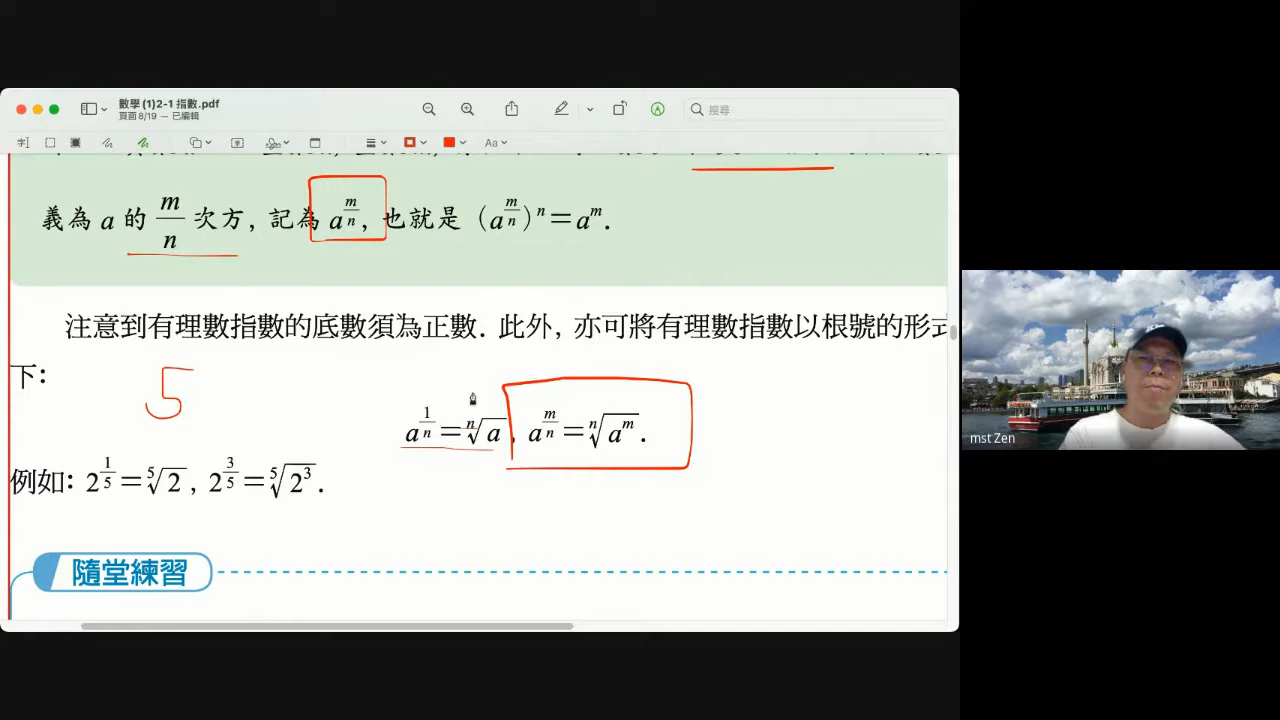 數學 (1)2-1 指數.pdf
頁面 8/19 — 已編輯
搜尋
Aa
義為 a 的 m/n 次方, 記為 a^(m/n), 也就是 (a^(m/n))^n = a^m.
注意到有理數指數的底數須為正數. 此外, 亦可將有理數指數以根號的形式
下:
5
a^(1/n) = ⁿ√a, a^(m/n) = ⁿ√(a^m).
例如: 2^(1/5) = ⁵√2, 2^(3/5) = ⁵√(2^3).
隨堂練習
mst Zen